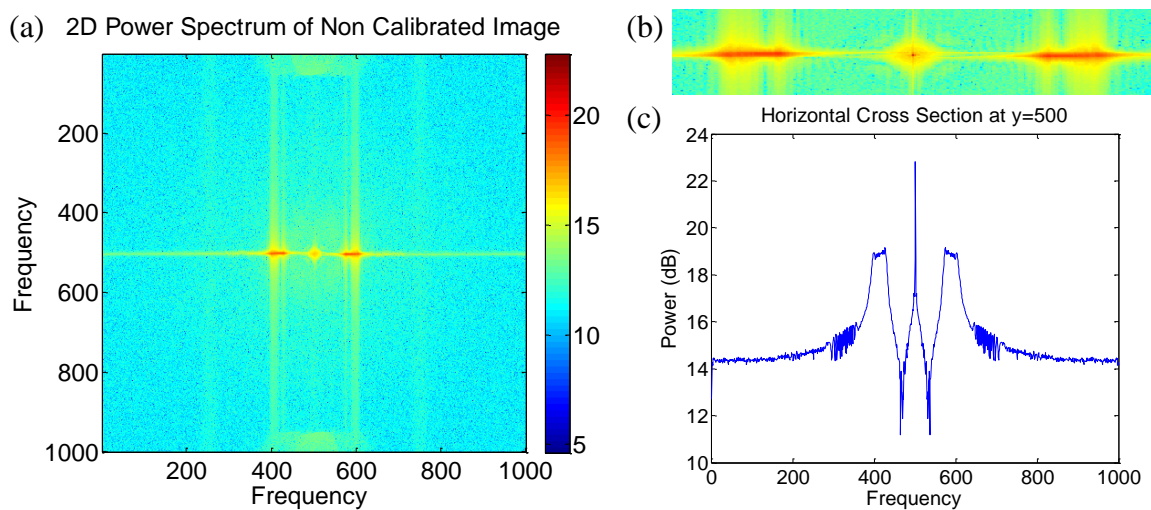 (a) 2D Power Spectrum of Non Calibrated Image
Frequency
200
400
600
800
1000
200 400 600 800 1000
Frequency
20
15
10
5
(b)
(c) Horizontal Cross Section at y=500
Power (dB)
24
22
20
18
16
14
12
10
0 200 400 600 800 1000
Frequency